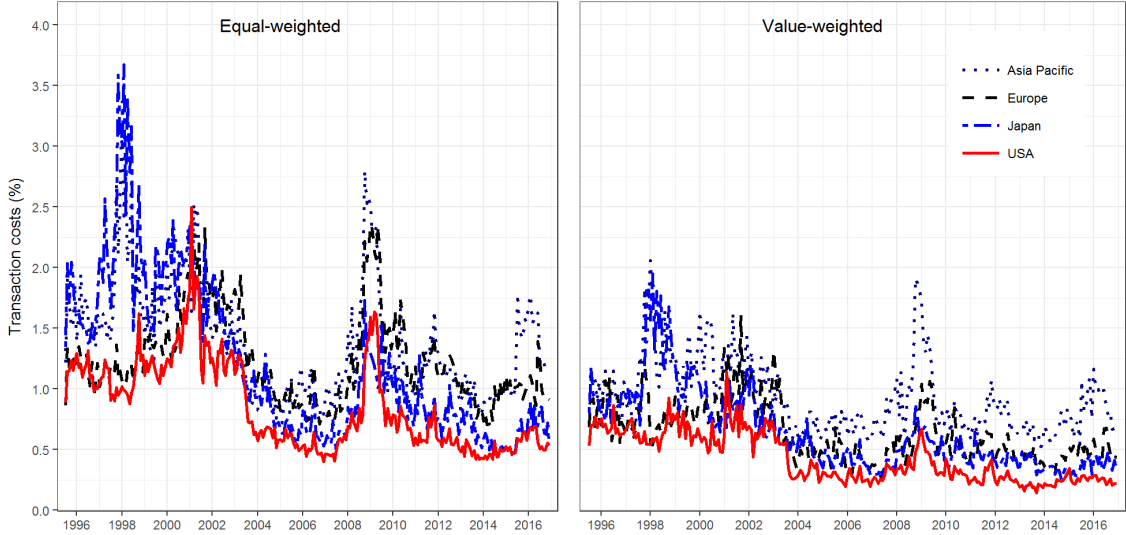 Equal-weighted
Value-weighted
Transaction costs (%)
4.0
3.5
3.0
2.5
2.0
1.5
1.0
0.5
0.0
Asia Pacific
Europe
Japan
USA
1996 1998 2000 2002 2004 2006 2008 2010 2012 2014 2016
1996 1998 2000 2002 2004 2006 2008 2010 2012 2014 2016